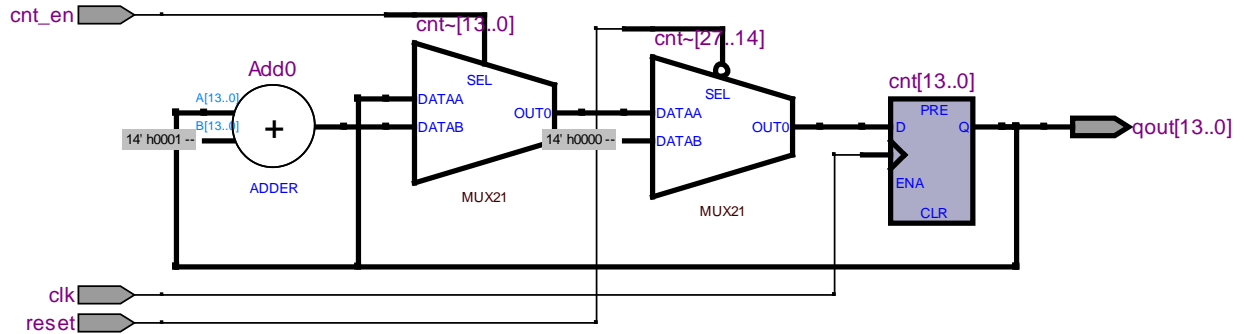 cnt_en
cnt~[13..0]
cnt~[27..14]
Add0
SEL
SEL
cnt[13..0]
A[13..0]
B[13..0]
DATAA
OUT0
DATAA
PRE
+
14' h0001 --
DATAB
14' h0000 --
DATAB
OUT0
D
Q
qout[13..0]
ENA
ADDER
MUX21
MUX21
CLR
clk
reset